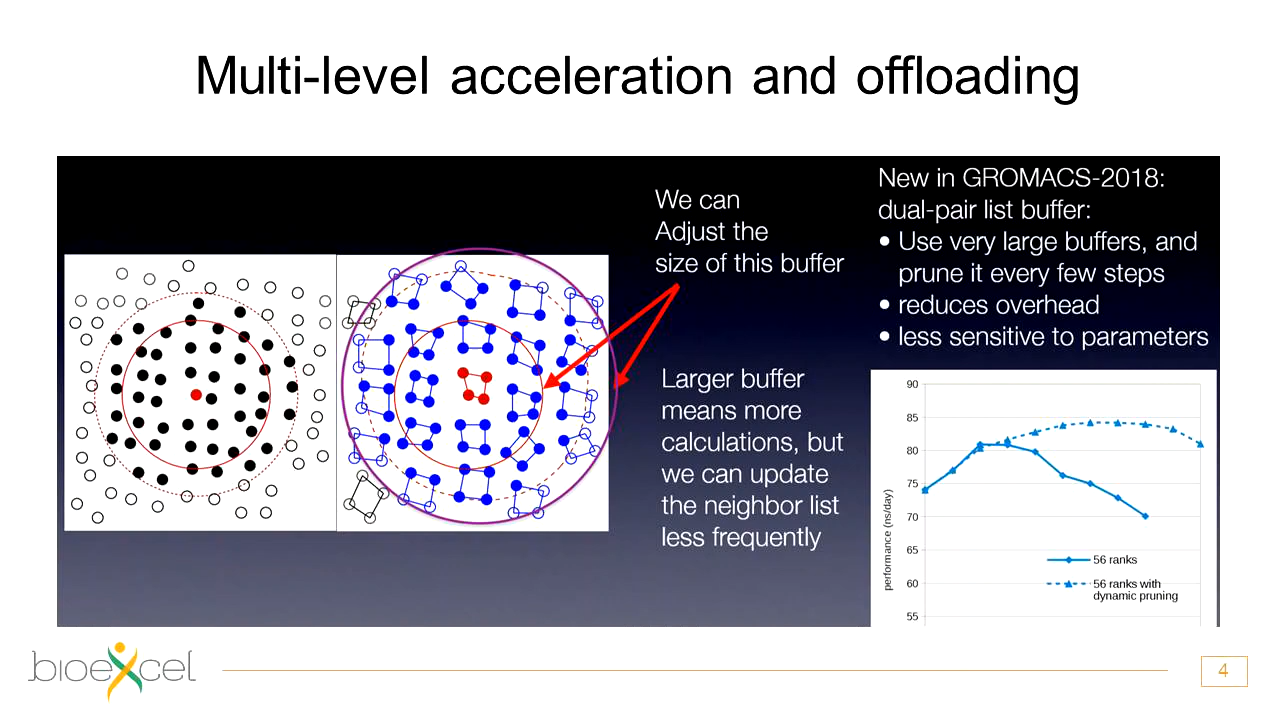 Multi-level acceleration and offloading
We can
Adjust the
size of this buffer
Larger buffer
means more
calculations, but
we can update
the neighbor list
less frequently
New in GROMACS-2018:
dual-pair list buffer:
• Use very large buffers, and
prune it every few steps
• reduces overhead
• less sensitive to parameters
90
85
80
75
70
65
60
55
performance (ns/day)
56 ranks
56 ranks with
dynamic pruning
bioexcel
4